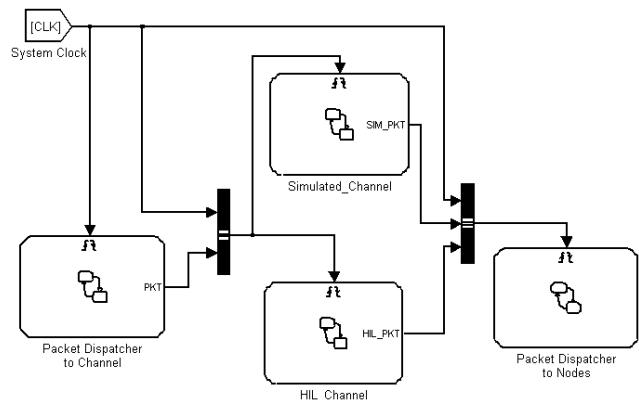 [CLK]
System Clock
SIM_PKT
Simulated_Channel
PKT
Packet Dispatcher
to Channel
HIL_PKT
HIL_Channel
Packet Dispatcher
to Nodes